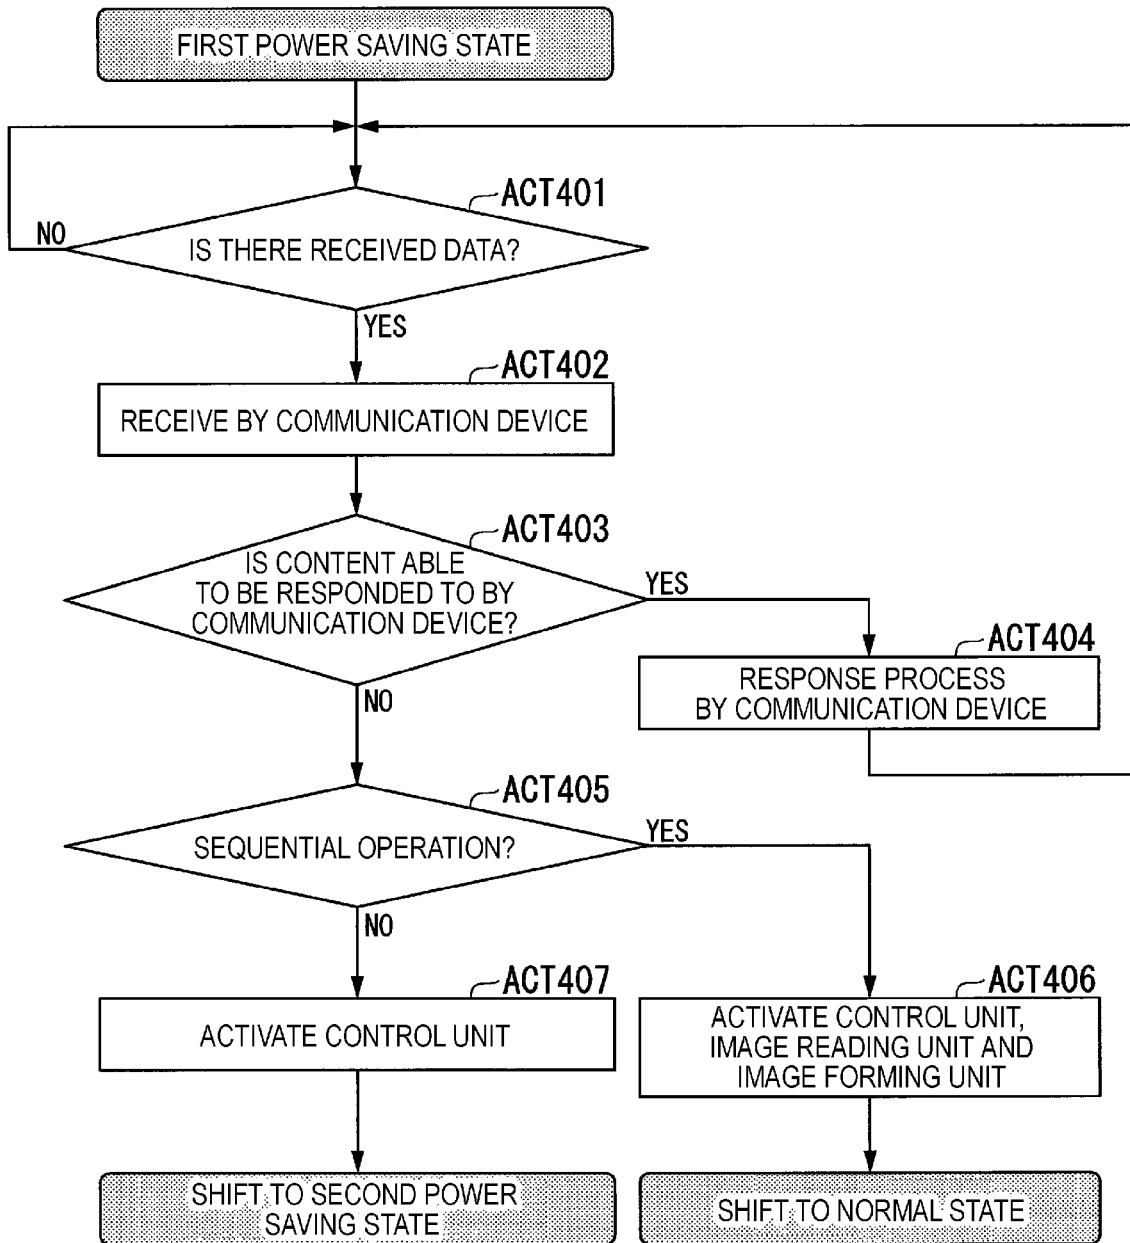 FIRST POWER SAVING STATE
ACT401
NO
IS THERE RECEIVED DATA?
YES
ACT402
RECEIVE BY COMMUNICATION DEVICE
ACT403
IS CONTENT ABLE
TO BE RESPONDED TO BY
COMMUNICATION DEVICE?
YES
NO
ACT404
RESPONSE PROCESS
BY COMMUNICATION DEVICE
ACT405
SEQUENTIAL OPERATION?
YES
NO
ACT407
ACTIVATE CONTROL UNIT
ACT406
ACTIVATE CONTROL UNIT,
IMAGE READING UNIT AND
IMAGE FORMING UNIT
SHIFT TO SECOND POWER
SAVING STATE
SHIFT TO NORMAL STATE